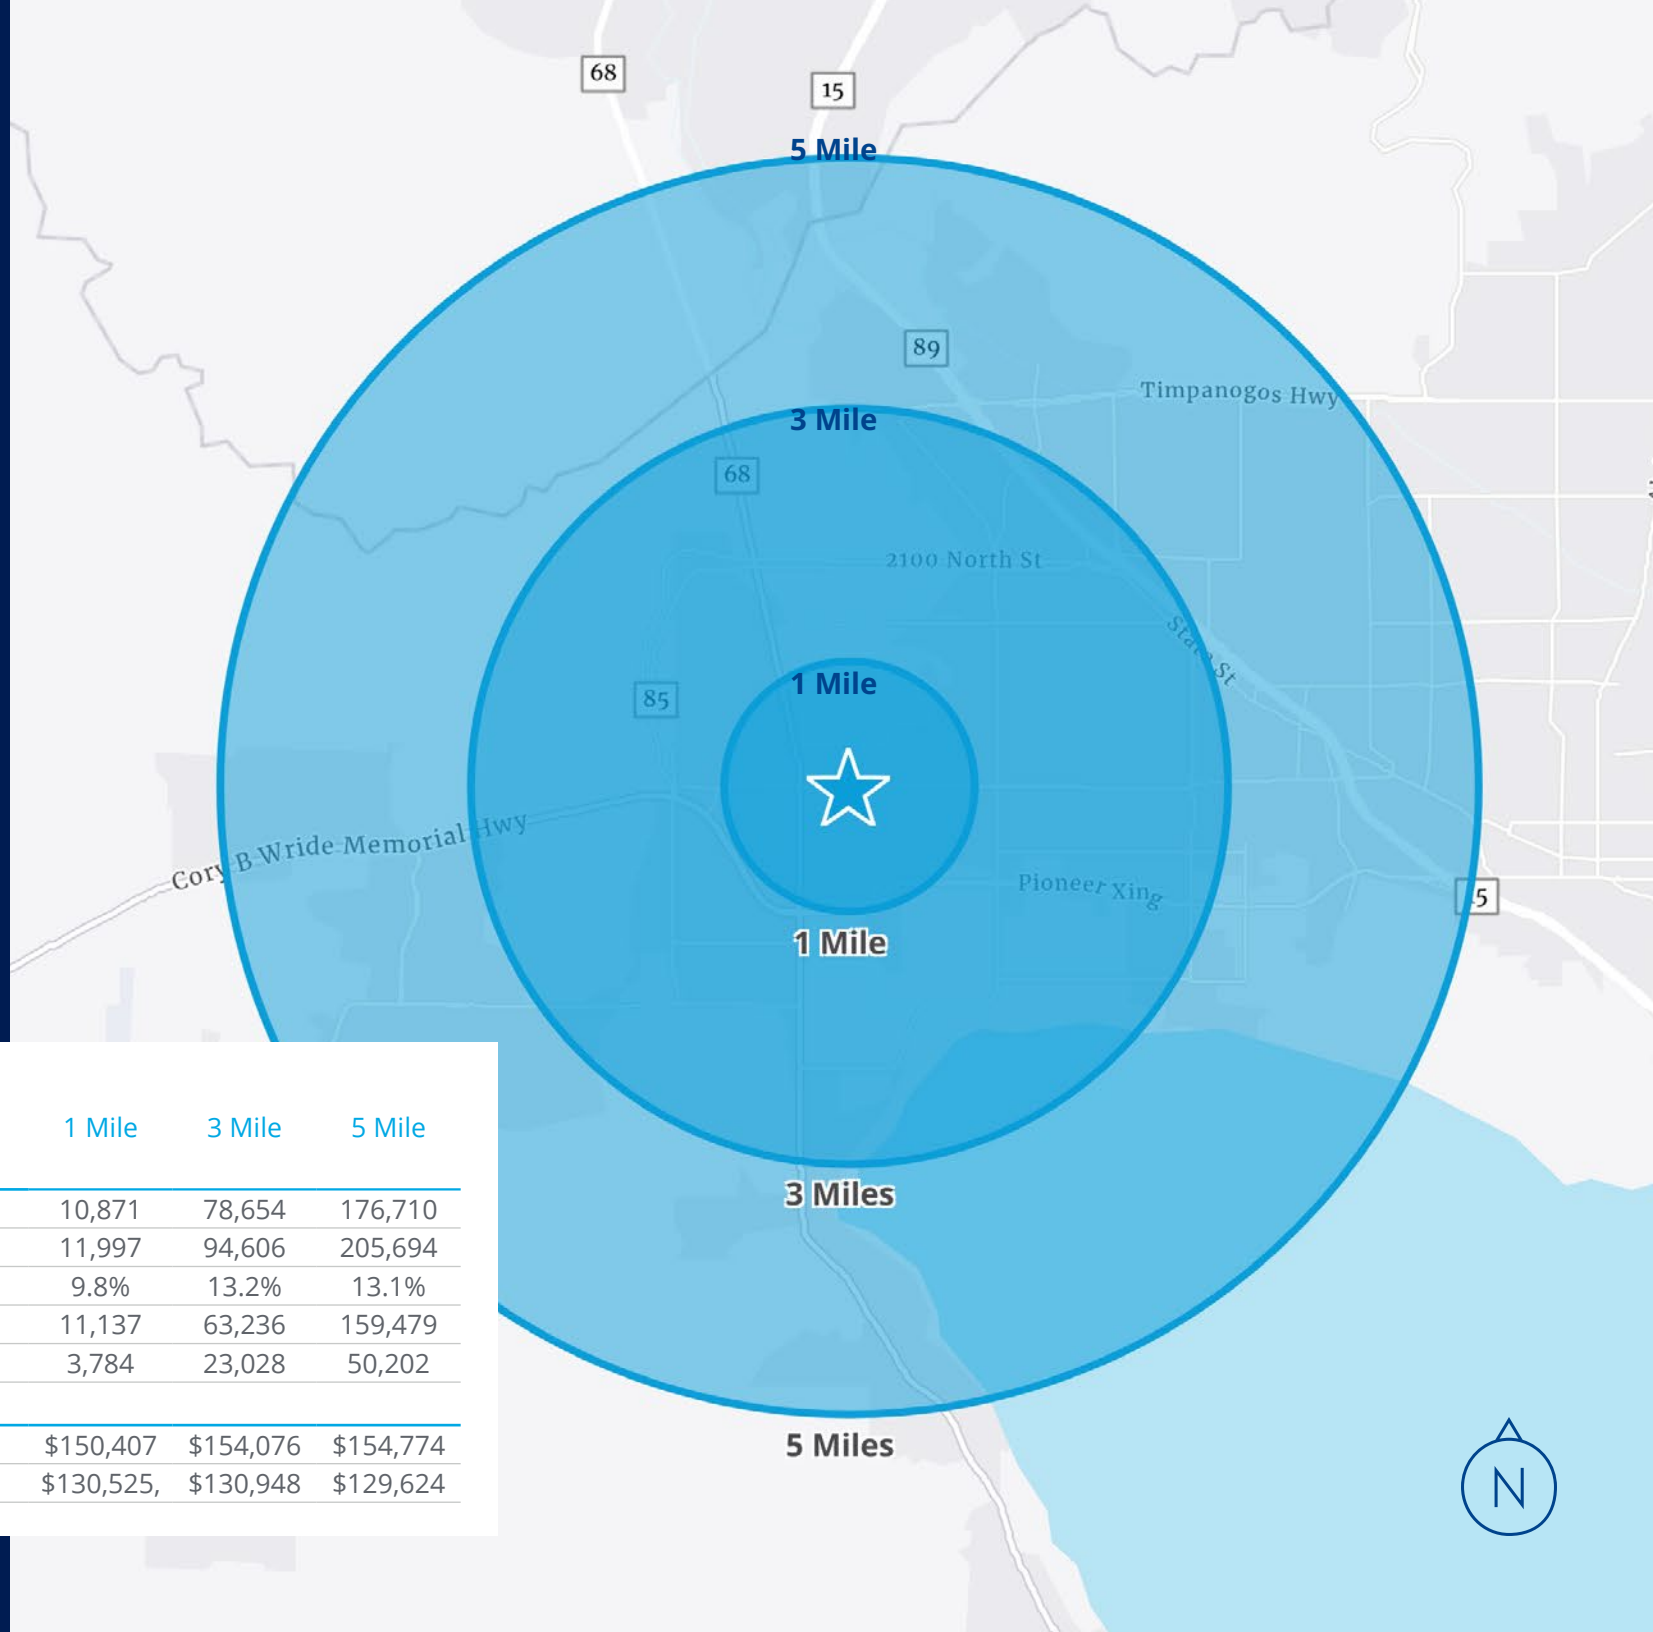 68
15
5 Mile
89
Timpanogos Hwy
3 Mile
68
2100 North St
State St
1 Mile
85
Cory B Wride Memorial Hwy
Pioneer Xing
5
1 Mile
1 Mile 3 Mile 5 Mile
3 Miles
10,871 78,654 176,710
11,997 94,606 205,694
9.8% 13.2% 13.1%
11,137 63,236 159,479
3,784 23,028 50,202
5 Miles
$150,407 $154,076 $154,774
$130,525, $130,948 $129,624
N